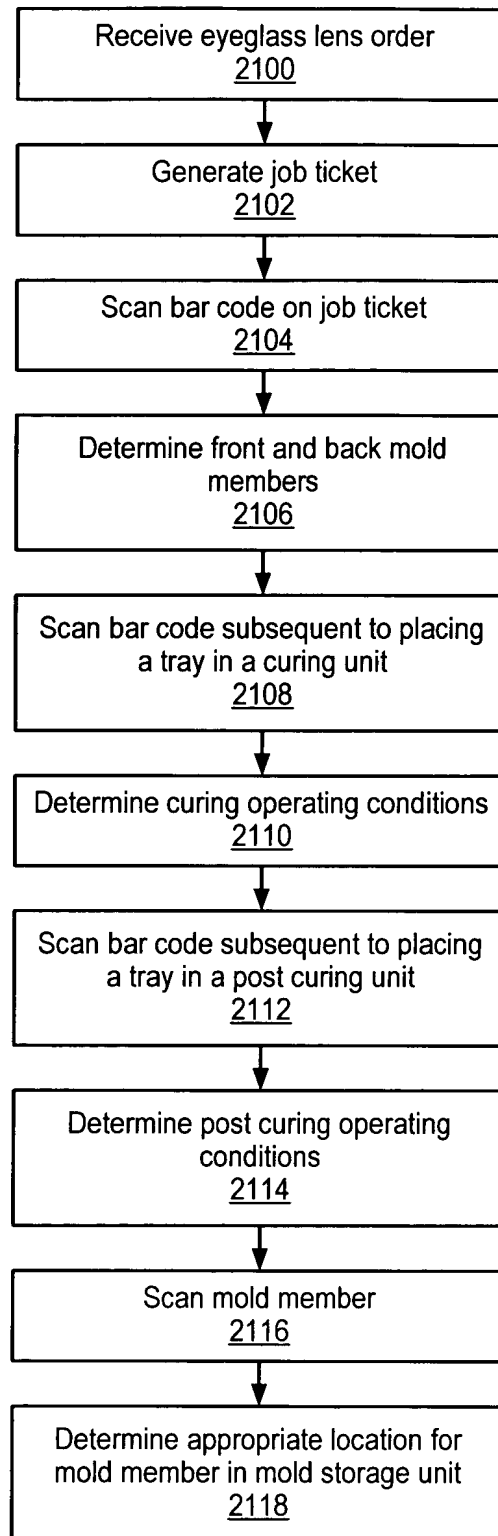 Receive eyeglass lens order
2100
Generate job ticket
2102
Scan bar code on job ticket
2104
Determine front and back mold
members
2106
Scan bar code subsequent to placing
a tray in a curing unit
2108
Determine curing operating conditions
2110
Scan bar code subsequent to placing
a tray in a post curing unit
2112
Determine post curing operating
conditions
2114
Scan mold member
2116
Determine appropriate location for
mold member in mold storage unit
2118